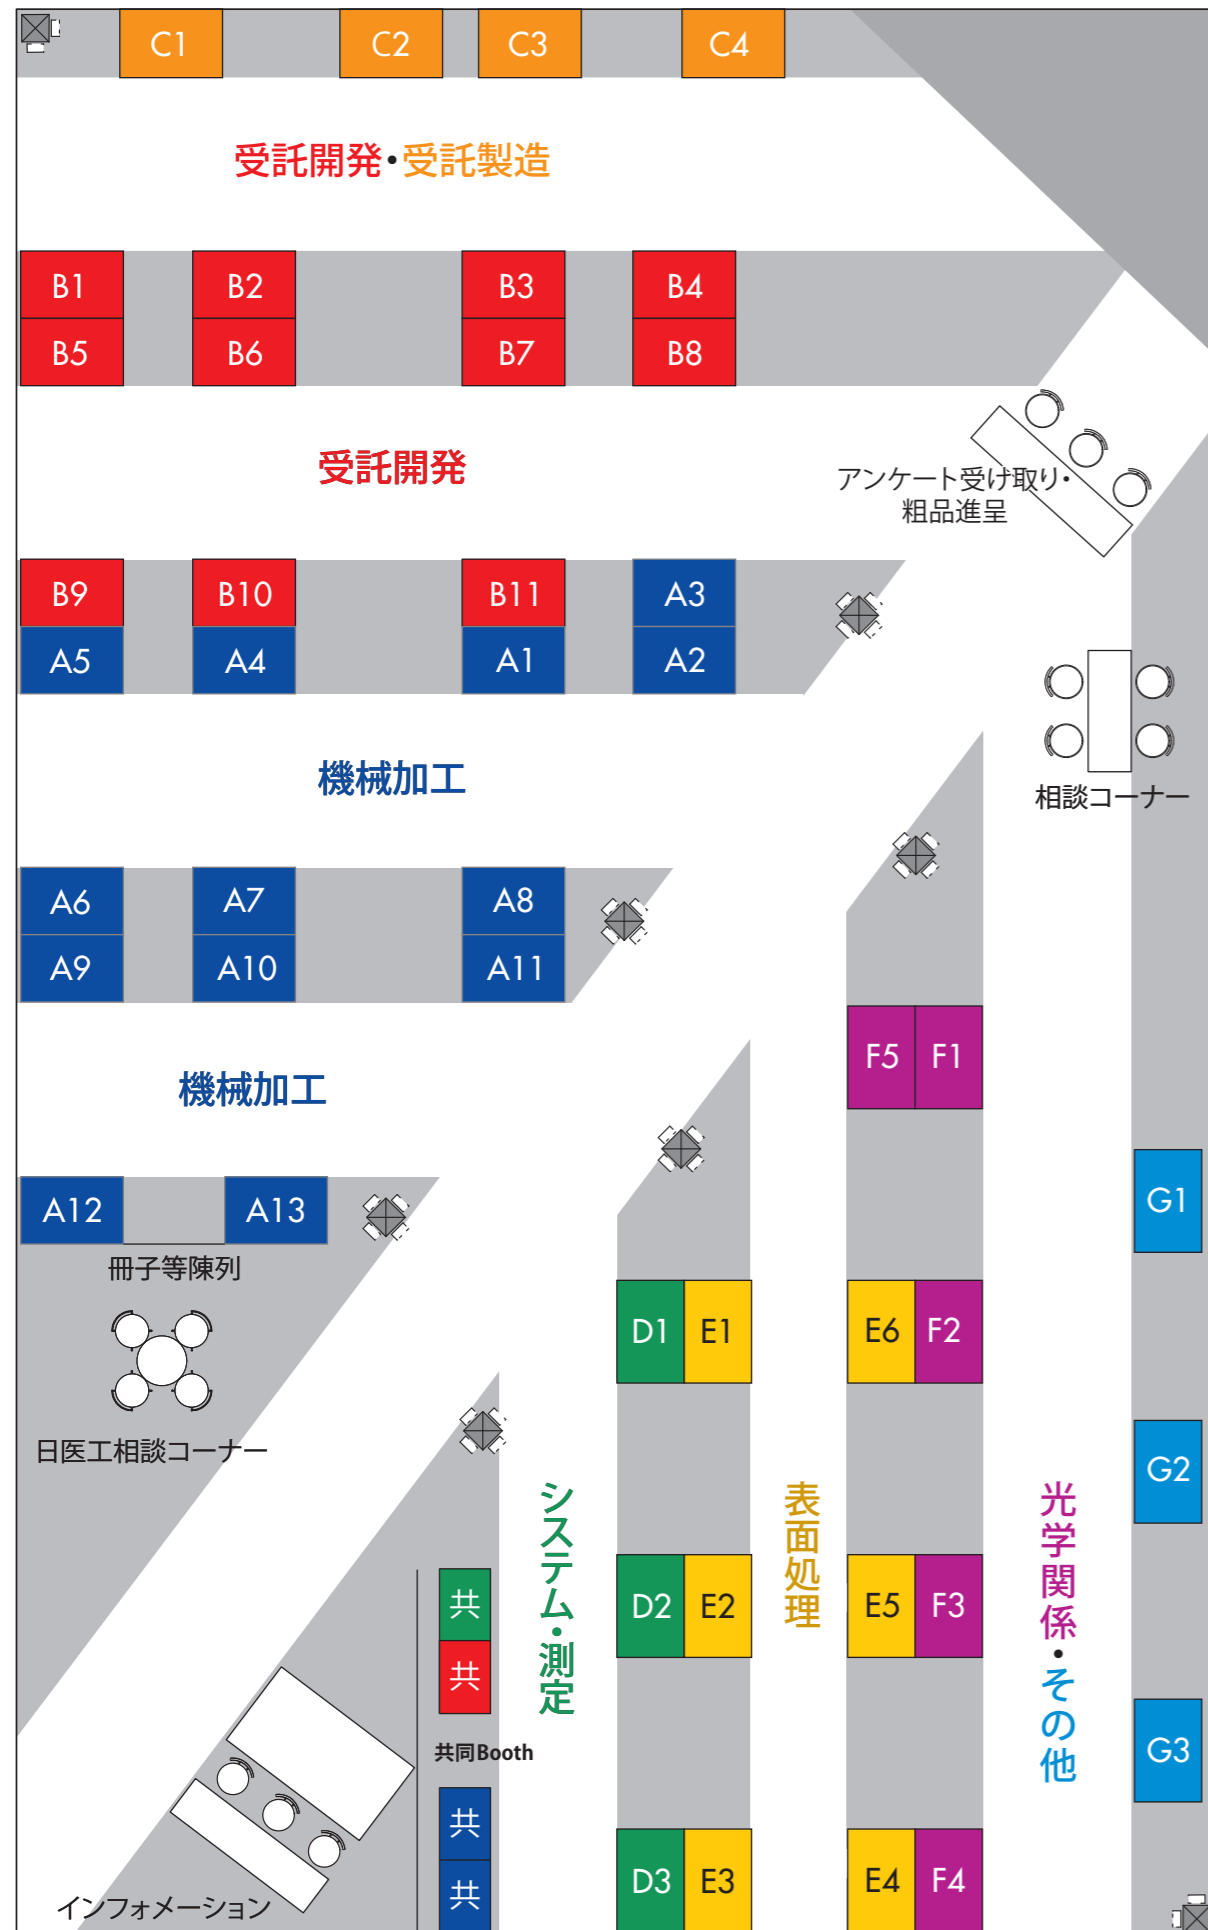 C1 C2 C3 C4
受託開発・受託製造
B1 B2 B3 B4
B5 B6 B7 B8
受託開発
アンケート受け取り・
粗品進呈
B9 B10 B11 A3
A5 A4 A1 A2
相談コーナー
機械加工
A6 A7 A8
A9 A10 A11
機械加工
F5 F1
A12 A13
G1
冊子等陳列
D1 E1 E6 F2
日医工相談コーナー
G2
システム・測定
表面処理
光学関係・その他
共
D2 E2 E5 F3
共
共同Booth
G3
共
共
D3 E3 E4 F4
インフォメーション